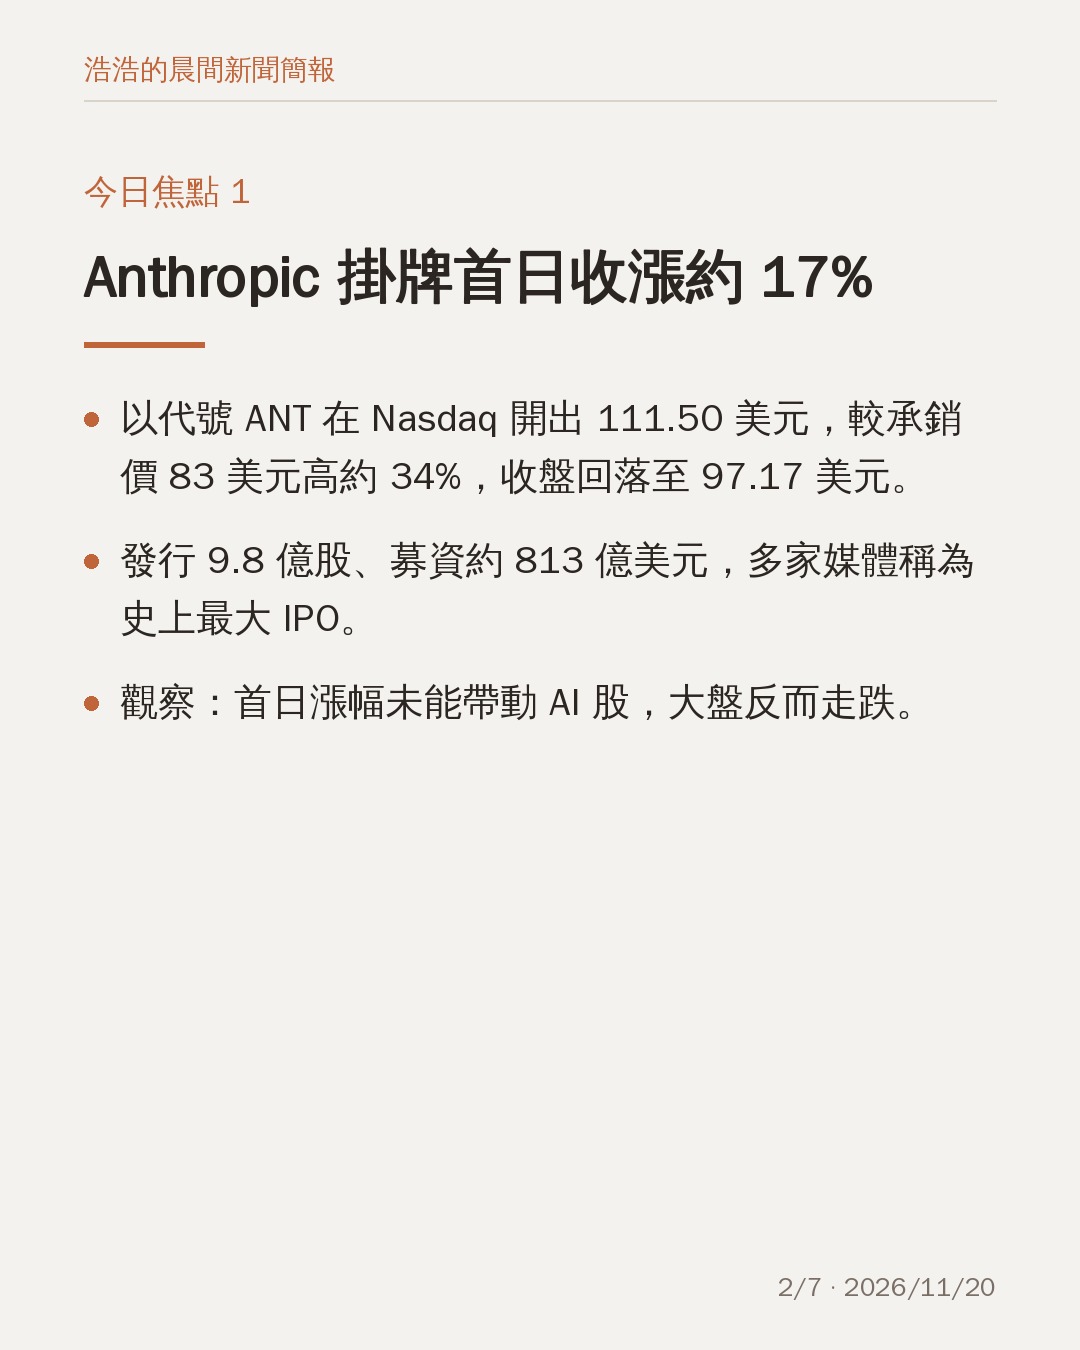 浩浩的晨間新聞簡報
今日焦點 1
Anthropic 掛牌首日收漲約 17%
以代號 ANT 在 Nasdaq 開出 111.50 美元，較承銷
價 83 美元高約 34%，收盤回落至 97.17 美元。
發行 9.8 億股、募資約 813 億美元，多家媒體稱為
史上最大 IPO。
觀察：首日漲幅未能帶動 AI 股，大盤反而走跌。
2/7 · 2026/11/20